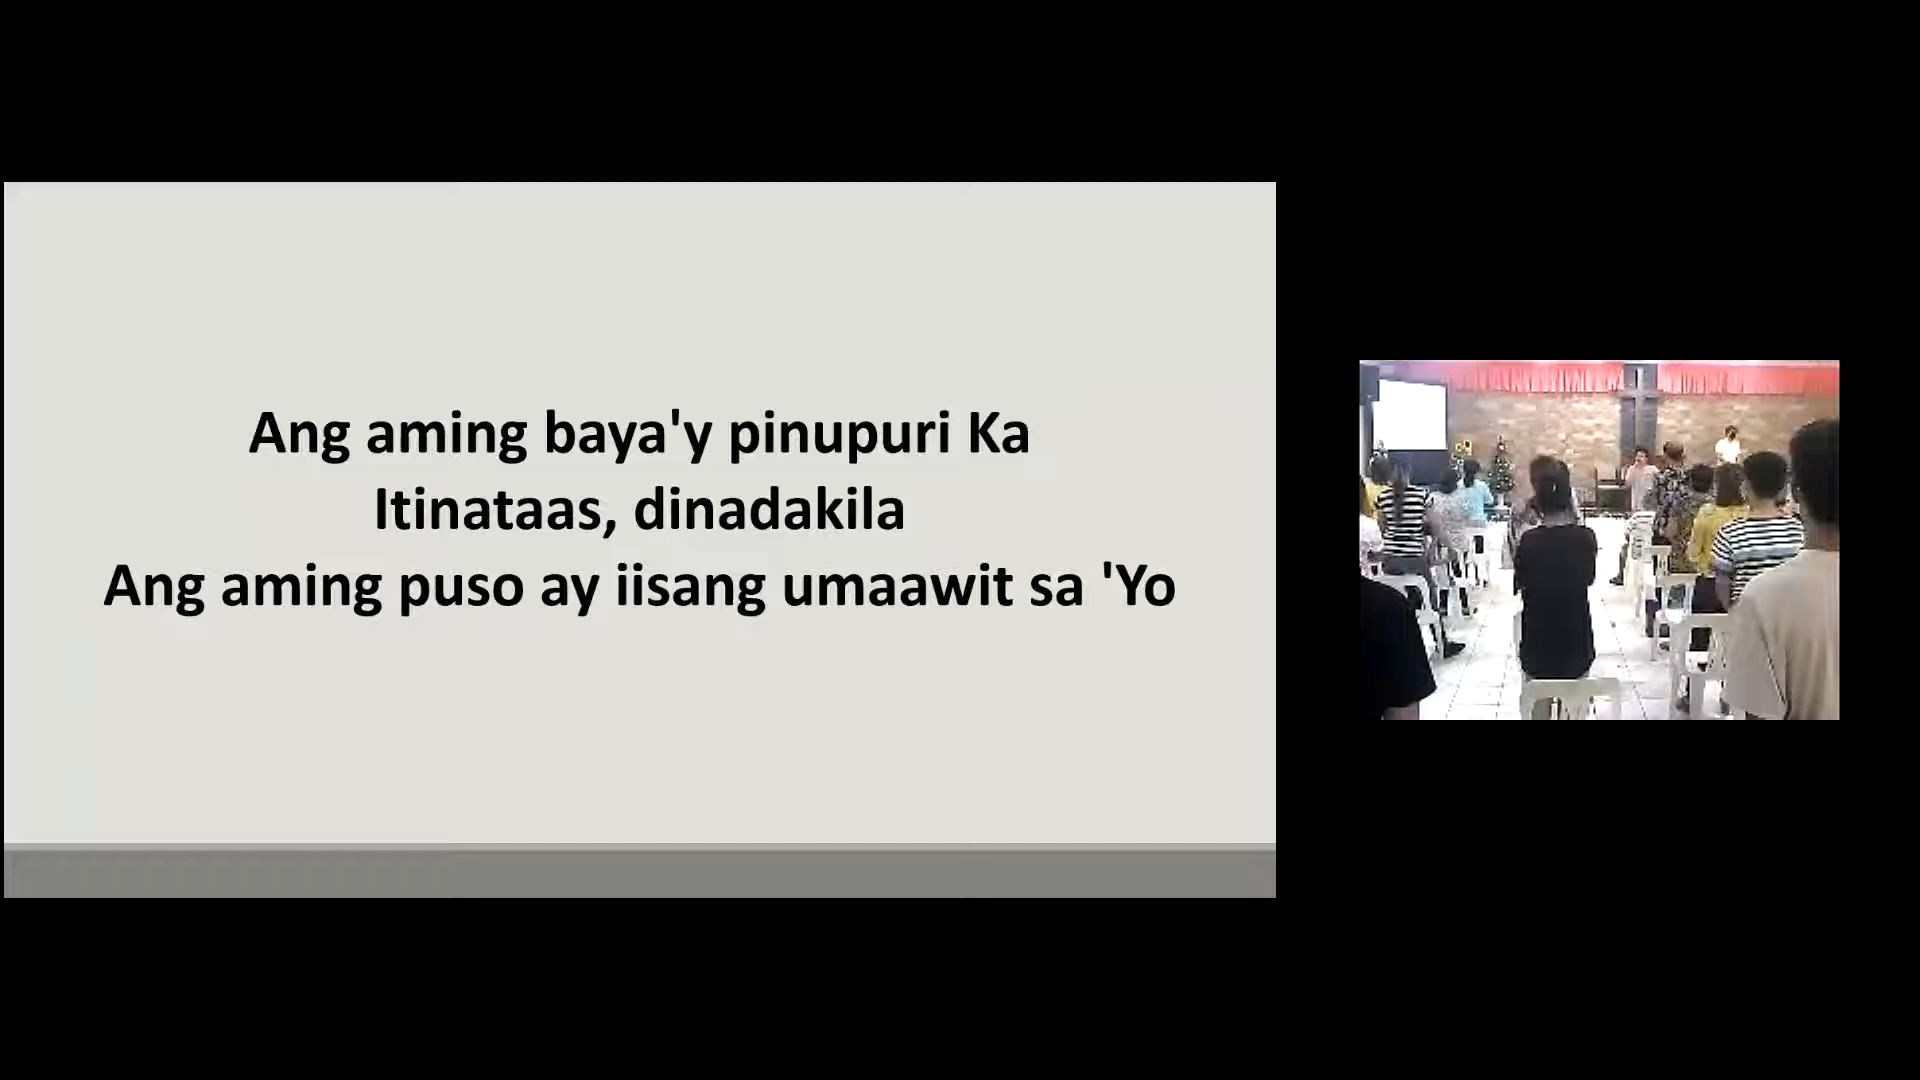 Ang aming baya'y pinupuri Ka
Itinataas, dinadakila
Ang aming puso ay iisang umaawit sa 'Yo